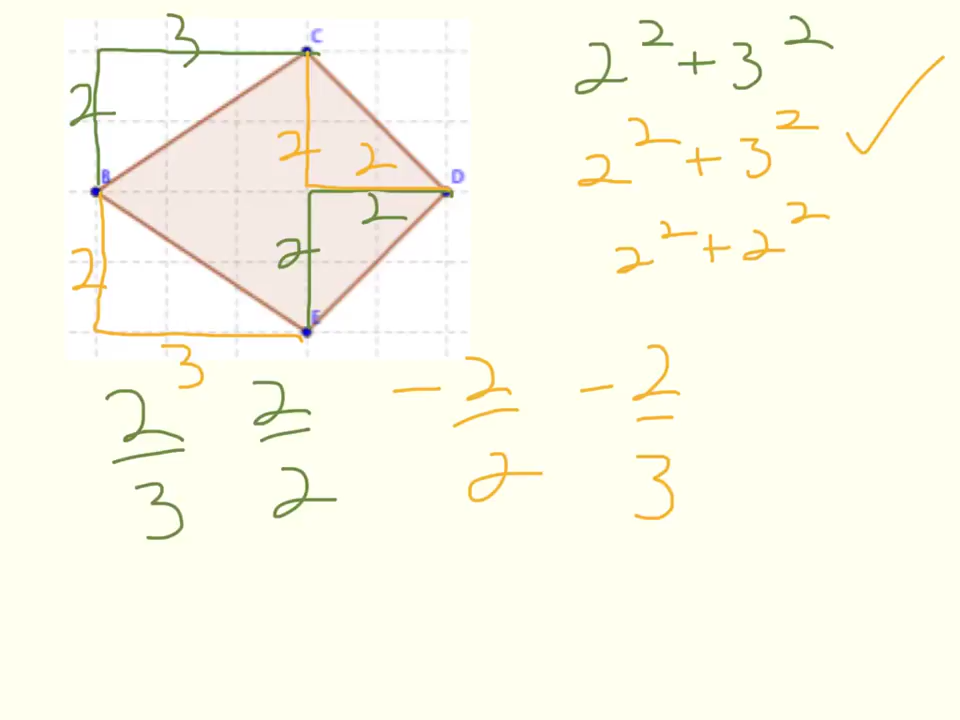 3
C
2
2 2
B D
2
2
2
E
3
2² + 3²
2² + 3² ✓
2² + 2²
2/3 2/2 -2/2 -2/3